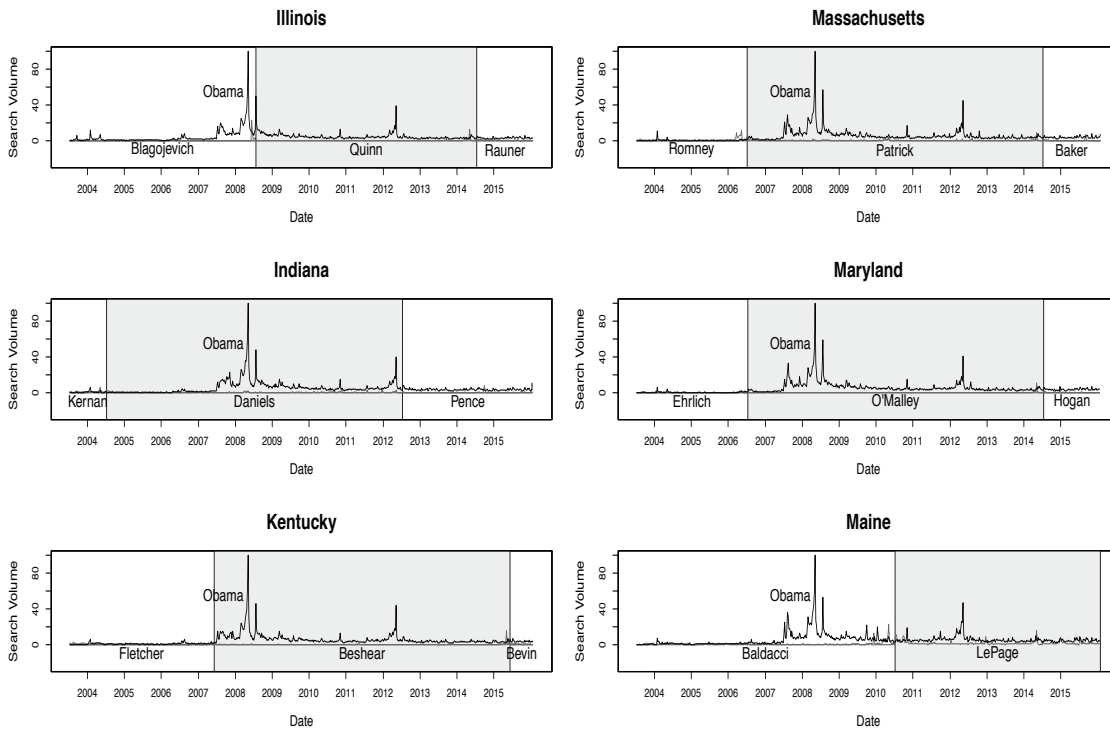 Illinois
Search Volume
0
40
80
Obama
Blagojevich
Quinn
Rauner
2004 2005 2006 2007 2008 2009 2010 2011 2012 2013 2014 2015
Date
Massachusetts
Search Volume
0
40
80
Obama
Romney
Patrick
Baker
2004 2005 2006 2007 2008 2009 2010 2011 2012 2013 2014 2015
Date
Indiana
Search Volume
0
40
80
Obama
Kernan
Daniels
Pence
2004 2005 2006 2007 2008 2009 2010 2011 2012 2013 2014 2015
Date
Maryland
Search Volume
0
40
80
Obama
Ehrlich
O'Malley
Hogan
2004 2005 2006 2007 2008 2009 2010 2011 2012 2013 2014 2015
Date
Kentucky
Search Volume
0
40
80
Obama
Fletcher
Beshear
Bevin
2004 2005 2006 2007 2008 2009 2010 2011 2012 2013 2014 2015
Date
Maine
Search Volume
0
40
80
Obama
Baldacci
LePage
2004 2005 2006 2007 2008 2009 2010 2011 2012 2013 2014 2015
Date